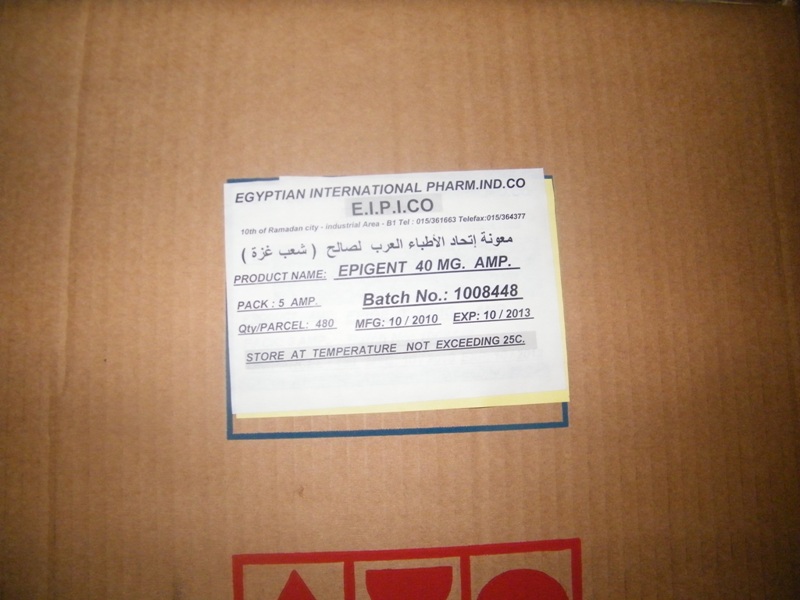 EGYPTIAN INTERNATIONAL PHARM.IND.CO
E.I.P.I.CO
10th of Ramadan city - industrial Area - B1 Tel : 015/361663 Telefax:015/364377
معونة إتحاد الأطباء العرب لصالح ( شعب غزة )
PRODUCT NAME: EPIGENT 40 MG. AMP.
PACK : 5 AMP. Batch No.: 1008448
Qty/PARCEL: 480 MFG: 10 / 2010 EXP: 10 / 2013
STORE AT TEMPERATURE NOT EXCEEDING 25C.